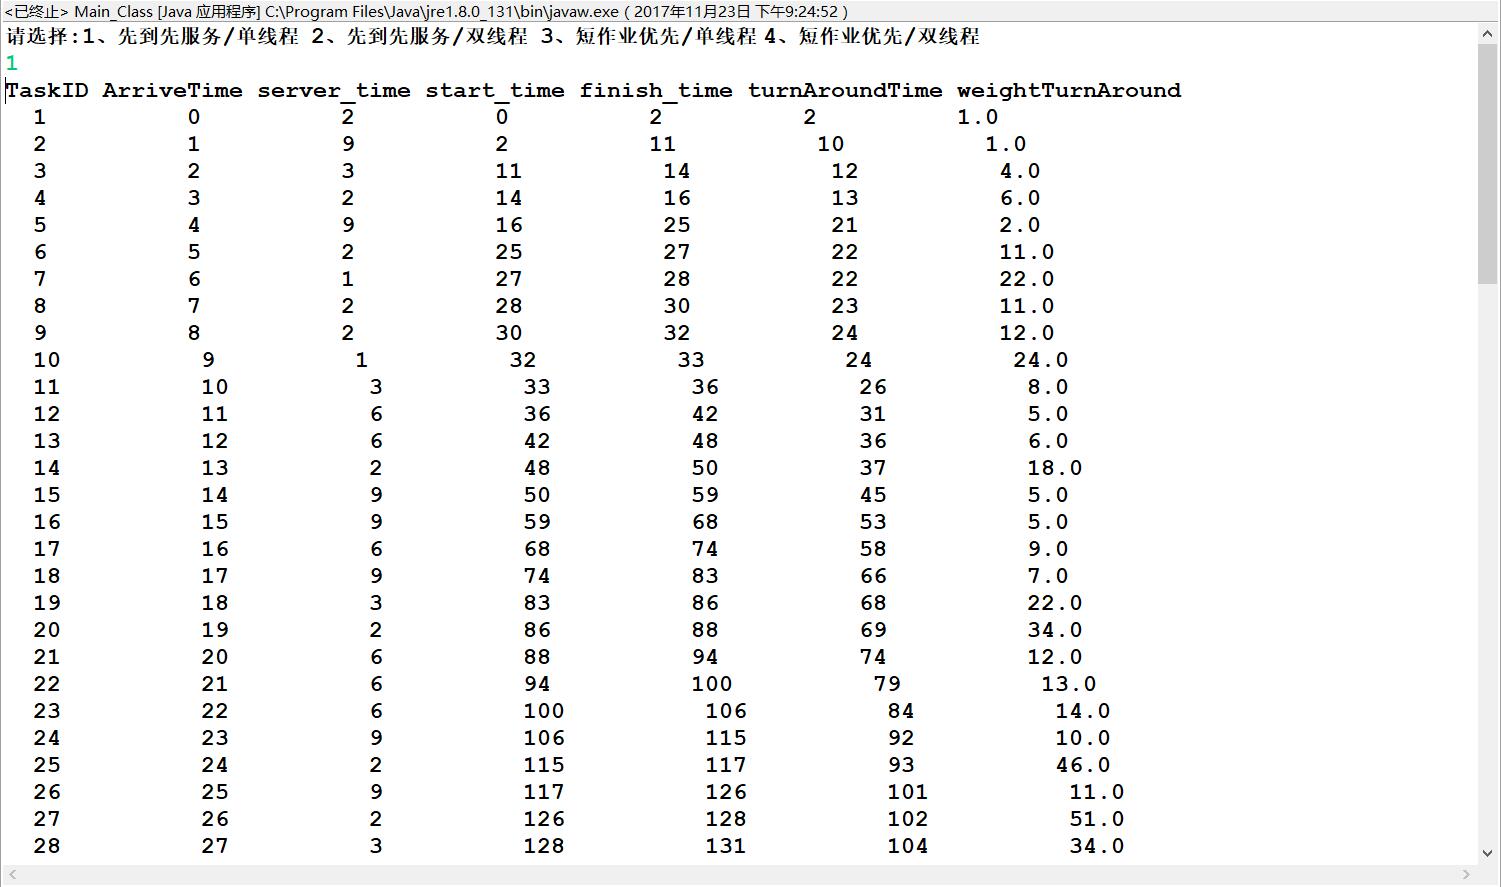 <已终止> Main_Class [Java 应用程序] C:\Program Files\Java\jre1.8.0_131\bin\javaw.exe ( 2017年11月23日 下午9:24:52 )
请选择:1、先到先服务/单线程 2、先到先服务/双线程 3、短作业优先/单线程 4、短作业优先/双线程
1
TaskID ArriveTime server_time start_time finish_time turnAroundTime weightTurnAround
1 0 2 0 2 2 1.0
2 1 9 2 11 10 1.0
3 2 3 11 14 12 4.0
4 3 2 14 16 13 6.0
5 4 9 16 25 21 2.0
6 5 2 25 27 22 11.0
7 6 1 27 28 22 22.0
8 7 2 28 30 23 11.0
9 8 2 30 32 24 12.0
10 9 1 32 33 24 24.0
11 10 3 33 36 26 8.0
12 11 6 36 42 31 5.0
13 12 6 42 48 36 6.0
14 13 2 48 50 37 18.0
15 14 9 50 59 45 5.0
16 15 9 59 68 53 5.0
17 16 6 68 74 58 9.0
18 17 9 74 83 66 7.0
19 18 3 83 86 68 22.0
20 19 2 86 88 69 34.0
21 20 6 88 94 74 12.0
22 21 6 94 100 79 13.0
23 22 6 100 106 84 14.0
24 23 9 106 115 92 10.0
25 24 2 115 117 93 46.0
26 25 9 117 126 101 11.0
27 26 2 126 128 102 51.0
28 27 3 128 131 104 34.0